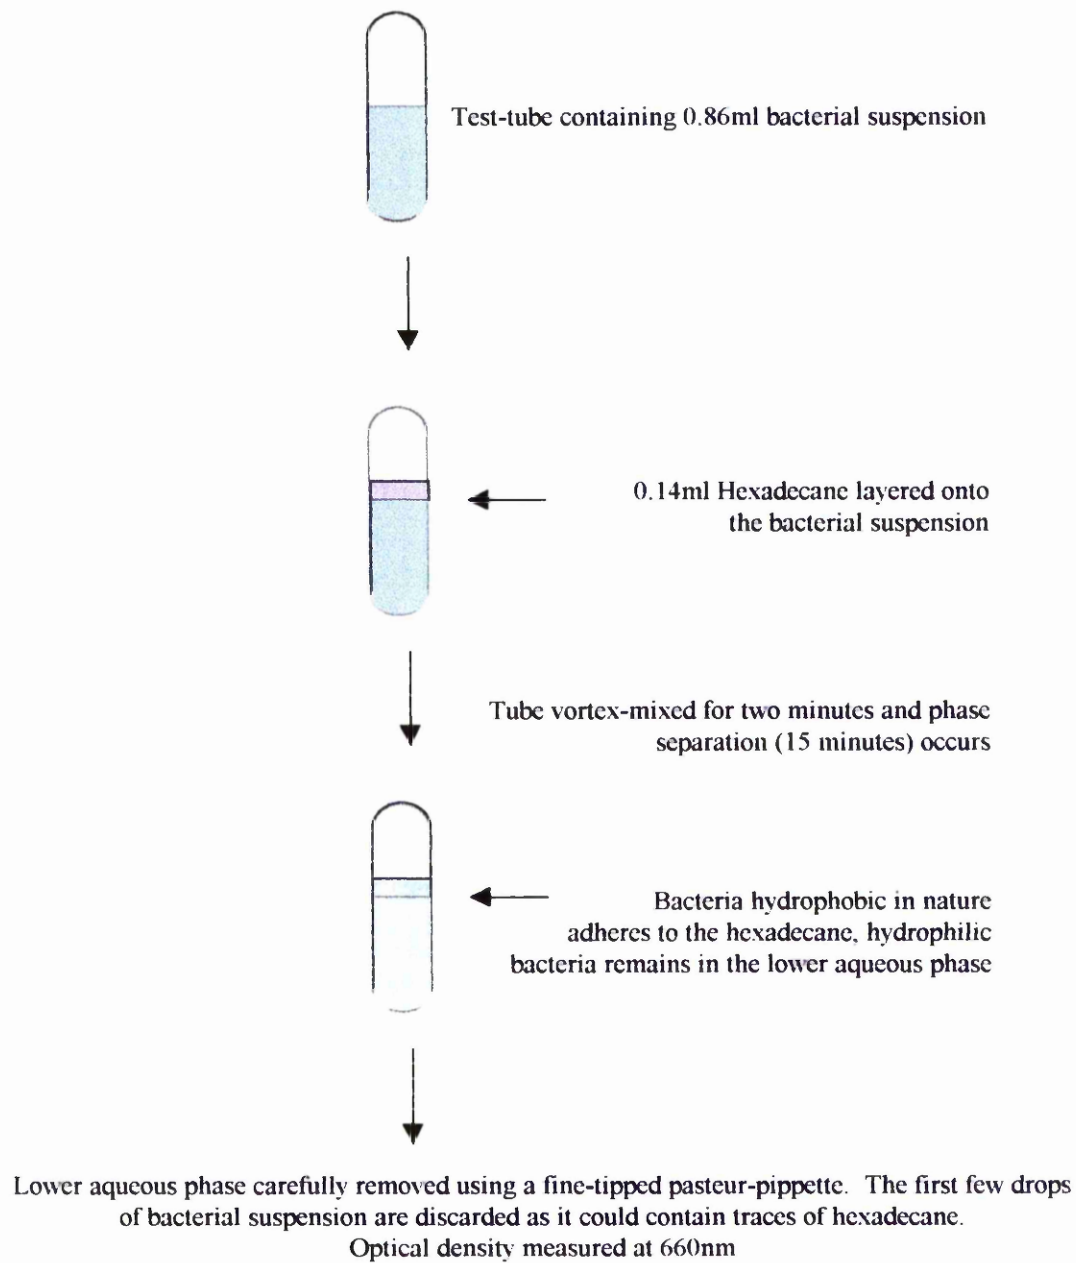 Test-tube containing 0.86ml bacterial suspension
0.14ml Hexadecane layered onto
the bacterial suspension
Tube vortex-mixed for two minutes and phase
separation (15 minutes) occurs
Bacteria hydrophobic in nature
adheres to the hexadecane, hydrophilic
bacteria remains in the lower aqueous phase
Lower aqueous phase carefully removed using a fine-tipped pasteur-pippette. The first few drops
of bacterial suspension are discarded as it could contain traces of hexadecane.
Optical density measured at 660nm